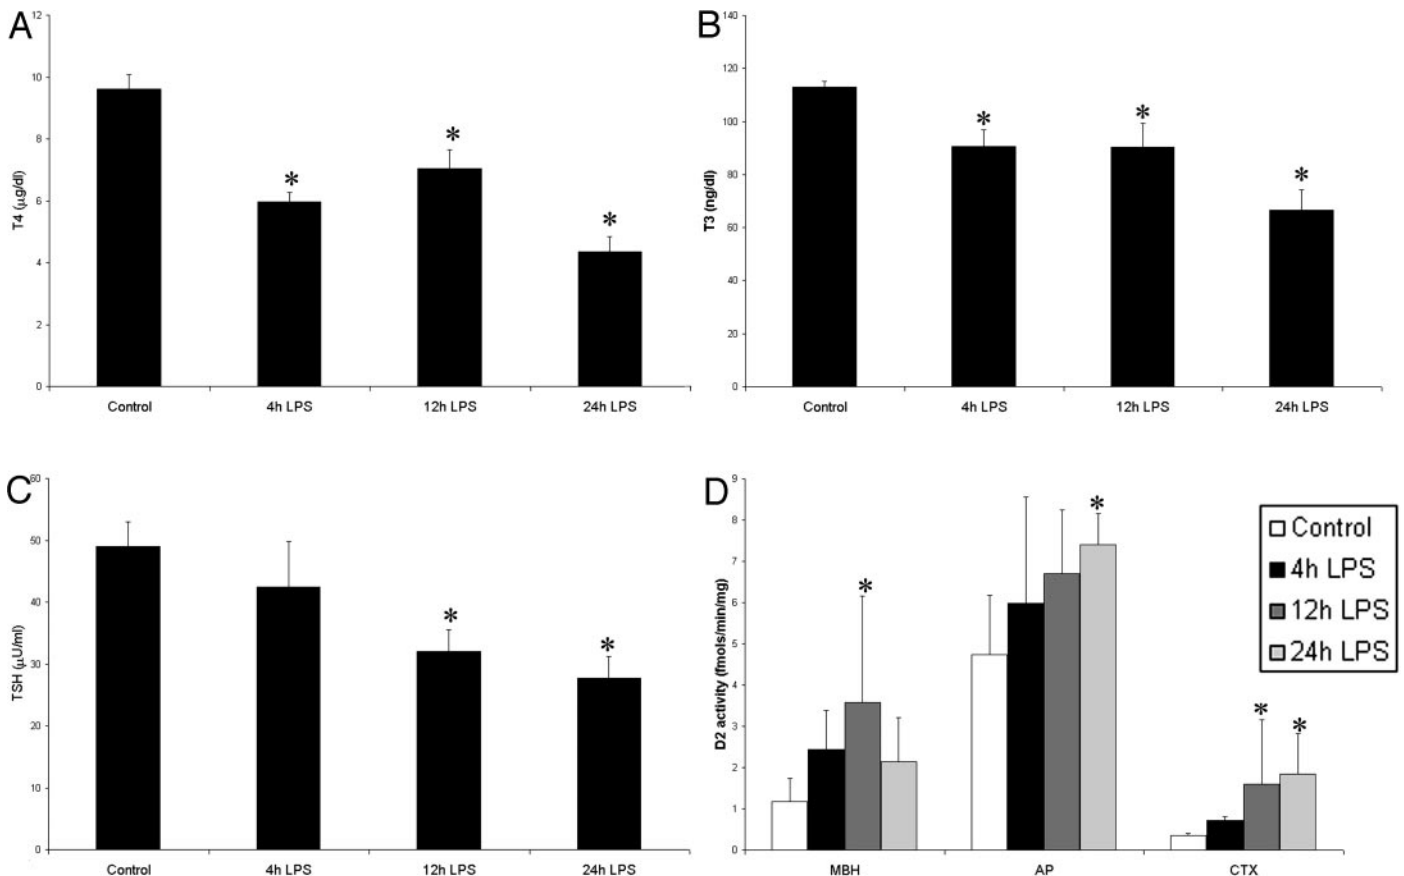 A
12
10
8
6
4
2
0
T4 (μg/dl)
*
*
*
Control
4h LPS
12h LPS
24h LPS
B
140
120
100
80
60
40
20
0
T3 (ng/dl)
*
*
*
Control
4h LPS
12h LPS
24h LPS
C
60
50
40
30
20
10
0
TSH (μU/ml)
*
*
Control
4h LPS
12h LPS
24h LPS
D
9
8
7
6
5
4
3
2
1
0
D2 activity (fmols/min/mg)
*
*
*
*
MBH
AP
CTX
Control
4h LPS
12h LPS
24h LPS